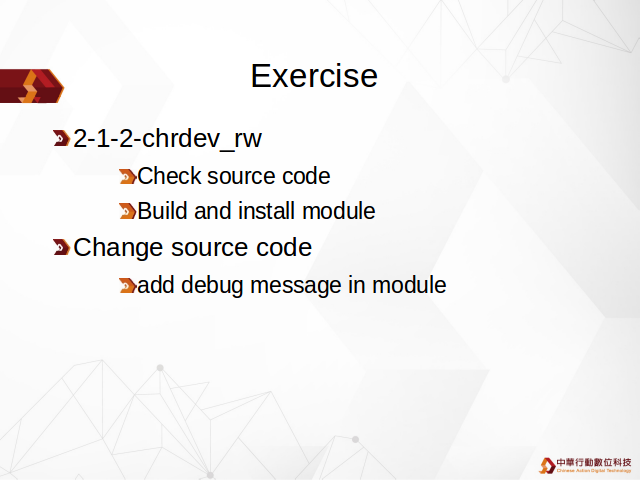 Exercise
2-1-2-chrdev_rw
Check source code
Build and install module
Change source code
add debug message in module
中華行動數位科技
Chinese Action Digital Technology